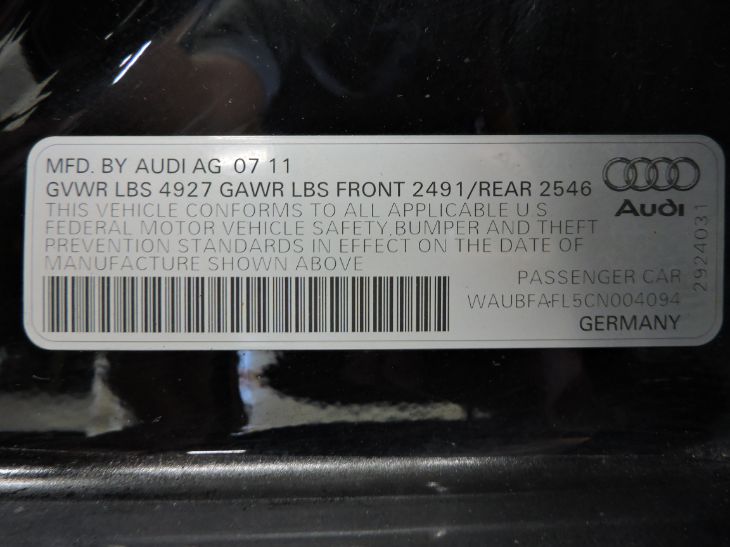 MFD. BY AUDI AG 07 11
GVWR LBS 4927 GAWR LBS FRONT 2491/REAR 2546
THIS VEHICLE CONFORMS TO ALL APPLICABLE U S
FEDERAL MOTOR VEHICLE SAFETY,BUMPER AND THEFT
PREVENTION STANDARDS IN EFFECT ON THE DATE OF
MANUFACTURE SHOWN ABOVE
PASSENGER CAR
WAUBFAFL5CN004094
GERMANY
Audi
2924031